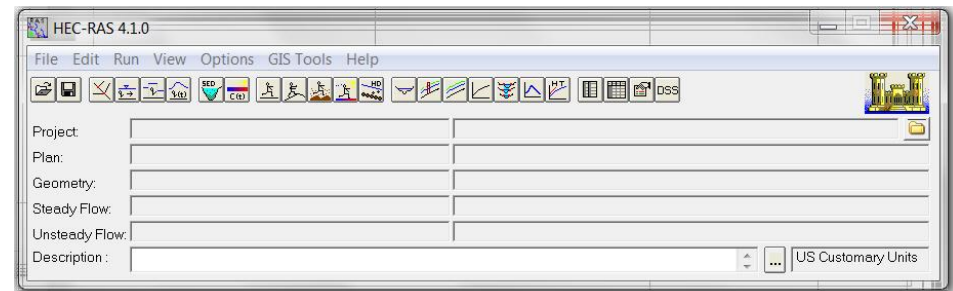 HEC-RAS 4.1.0
File Edit Run View Options GIS Tools Help
SED C(t) HD HT DSS
Project:
Plan:
Geometry:
Steady Flow:
Unsteady Flow:
Description : ... US Customary Units